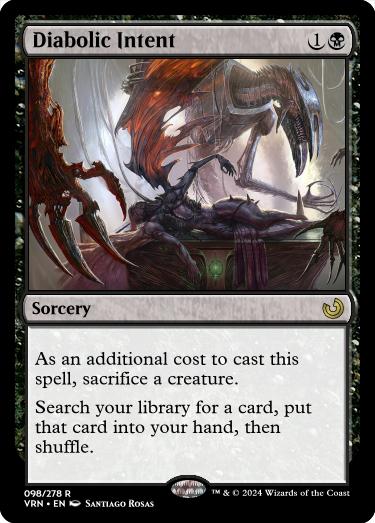 Diabolic Intent 1
Sorcery
As an additional cost to cast this
spell, sacrifice a creature.
Search your library for a card, put
that card into your hand, then
shuffle.
098/278 R
VRN • EN Santiago Rosas
™ & © 2024 Wizards of the Coast